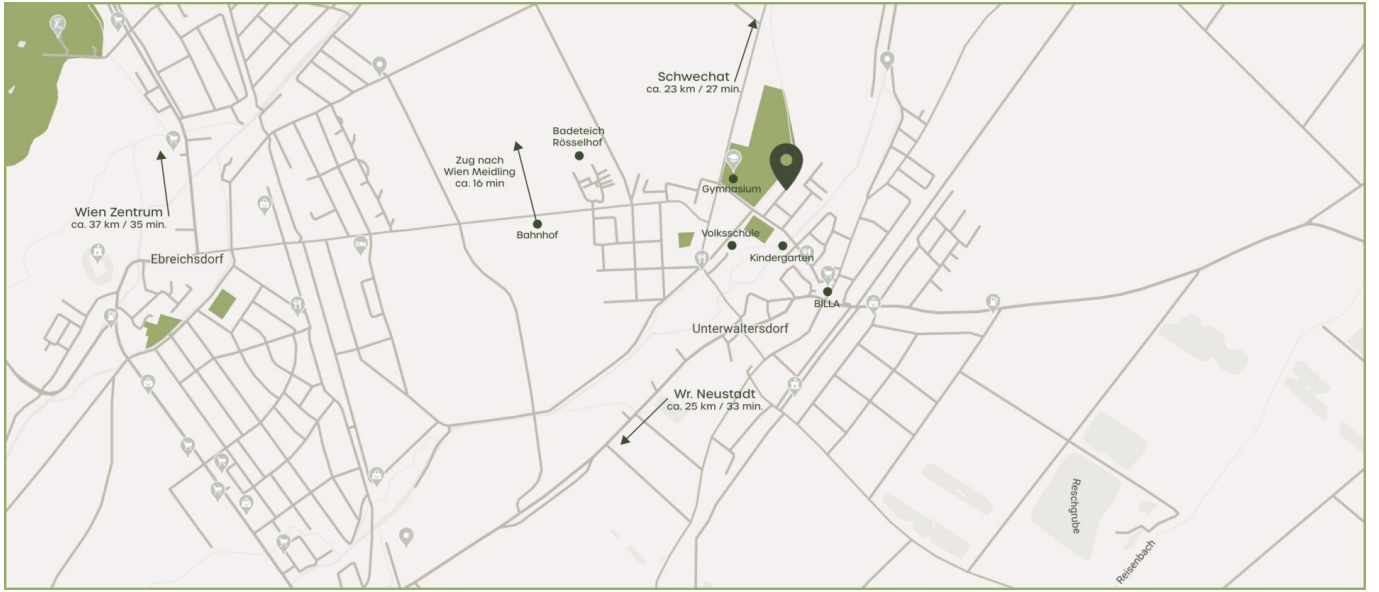 Schwechat
ca. 23 km / 27 min.
Badeteich
Rösselhof
Zug nach
Wien Meidling
ca. 16 min
Gymnasium
Wien Zentrum
ca. 37 km / 35 min.
Bahnhof
Volksschule
Kindergarten
Ebreichsdorf
BILLA
Unterwaltersdorf
Wr. Neustadt
ca. 25 km / 33 min.
Reschgrube
Reisenbach